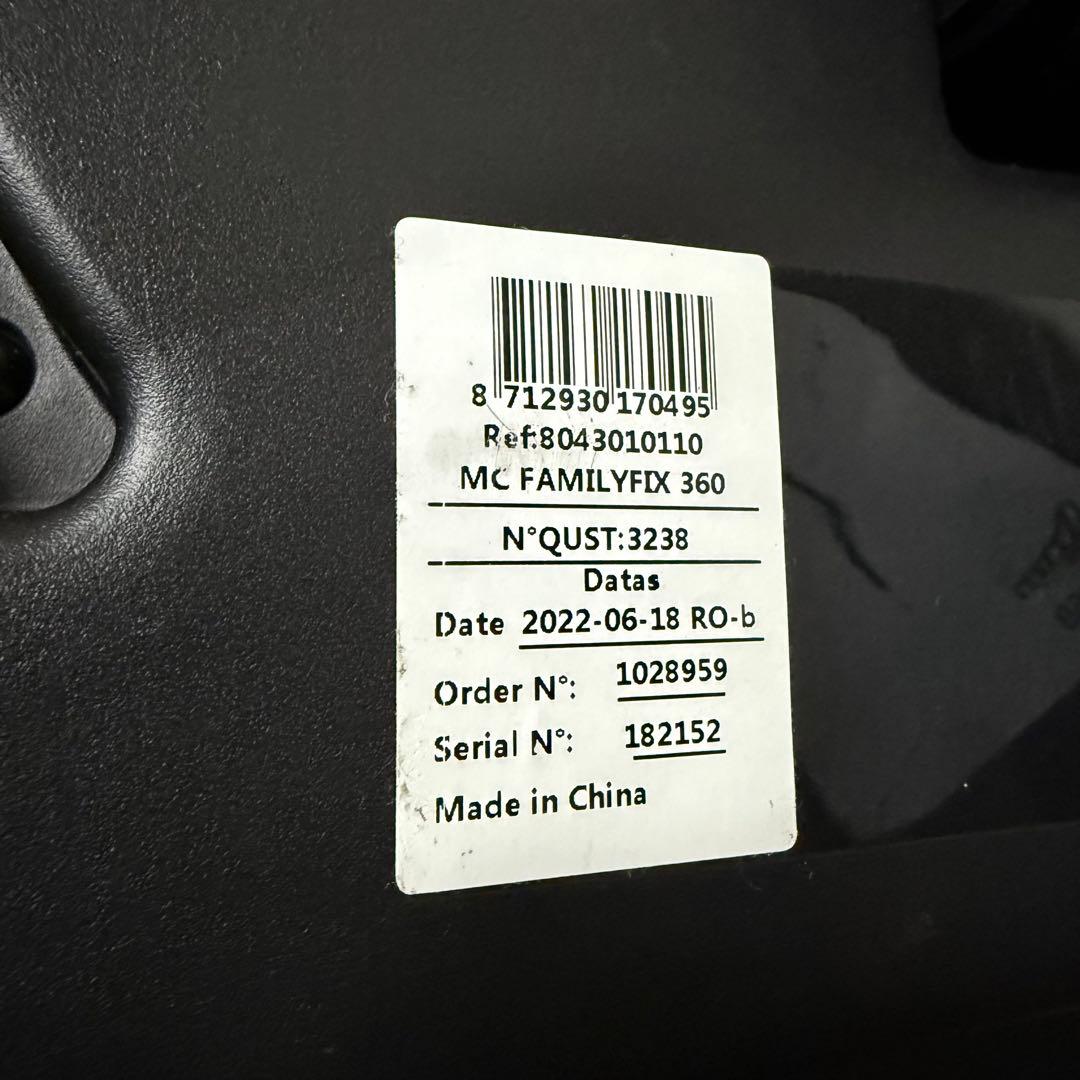 8 712930 170495
Ref:8043010110
MC FAMILYFIX 360
N°QUST:3238
Datas
Date 2022-06-18 RO-b
Order N°: 1028959
Serial N°: 182152
Made in China